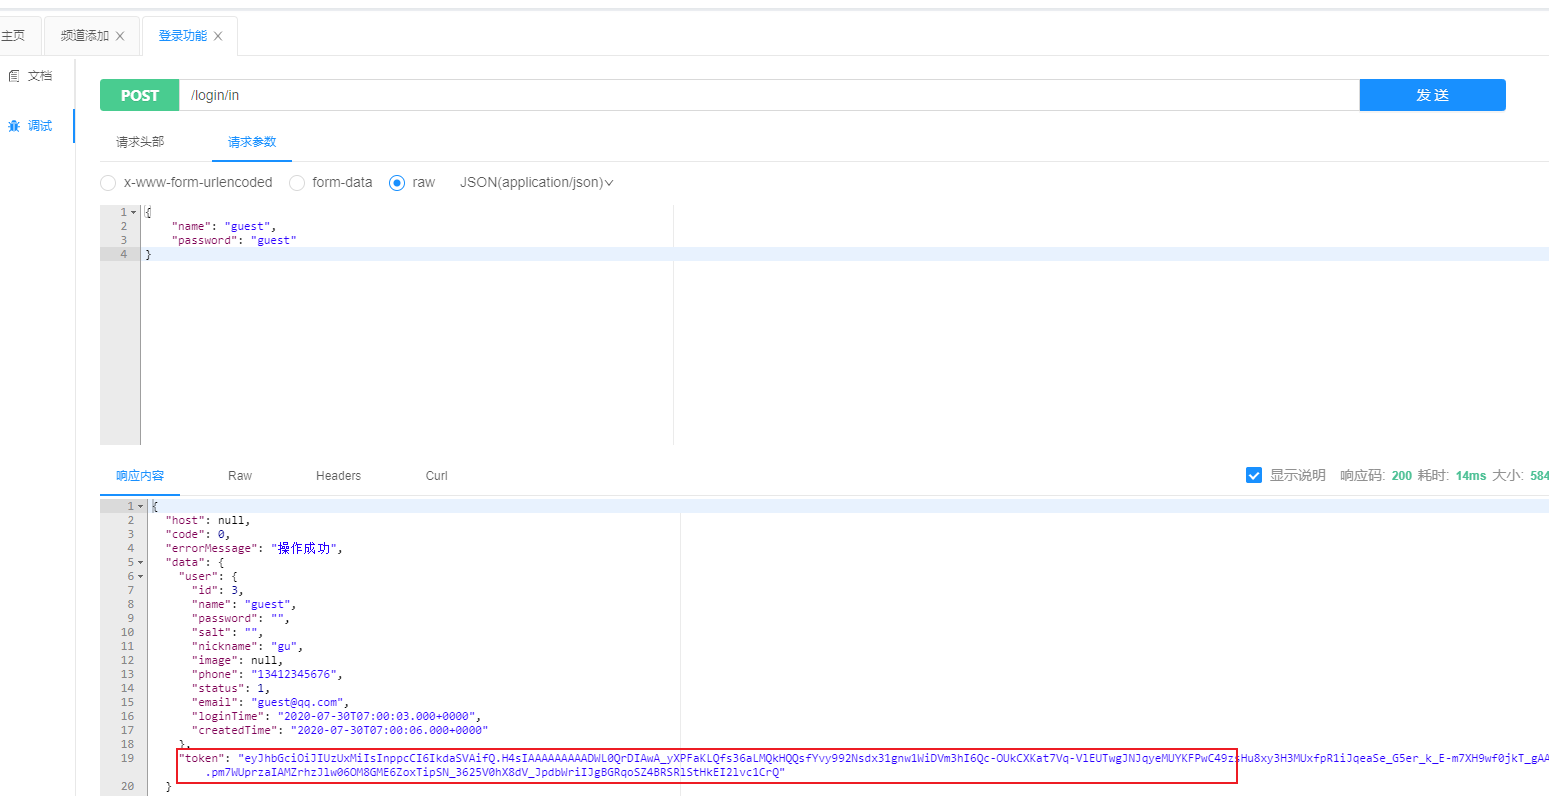 主页 频道添加 登录功能
文档
调试
POST /login/in 发 送
请求头部 请求参数
x-www-form-urlencoded form-data raw JSON(application/json)
1 {
2 "name": "guest",
3 "password": "guest"
4 }
响应内容 Raw Headers Curl 显示说明 响应码: 200 耗时: 14ms 大小: 584
1 {
2 "host": null,
3 "code": 0,
4 "errorMessage": "操作成功",
5 "data": {
6 "user": {
7 "id": 3,
8 "name": "guest",
9 "password": "",
10 "salt": "",
11 "nickname": "gu",
12 "image": null,
13 "phone": "13412345676",
14 "status": 1,
15 "email": "guest@qq.com",
16 "loginTime": "2020-07-30T07:00:03.000+0000",
17 "createdTime": "2020-07-30T07:00:06.000+0000"
18 },
19 "token": "eyJhbGciOiJIUzUxMiIsInppcCI6IkdaSVAifQ.H4sIAAAAAAAAADWL0QrDIAwA_yXPFaKLQfs36aLMQkHQQsfYvy992Nsdx31gnw1WiDVm3hI6Qc-OUkCXKat7Vq-VlEUTwgJNJqyeMUYKFPwC49zsHu8xy3H3MUxfpR1iJqeaSe_G5er_k_E-m7XH9wf0jkT_gAA
.pm7WUprzaIAMZrhzJlw06OM8GME6ZoxTipSN_3625V0hX8dV_JpdbWriIJgBGRqoSZ4BRSRlStHkEI2lvc1CrQ"
20 }